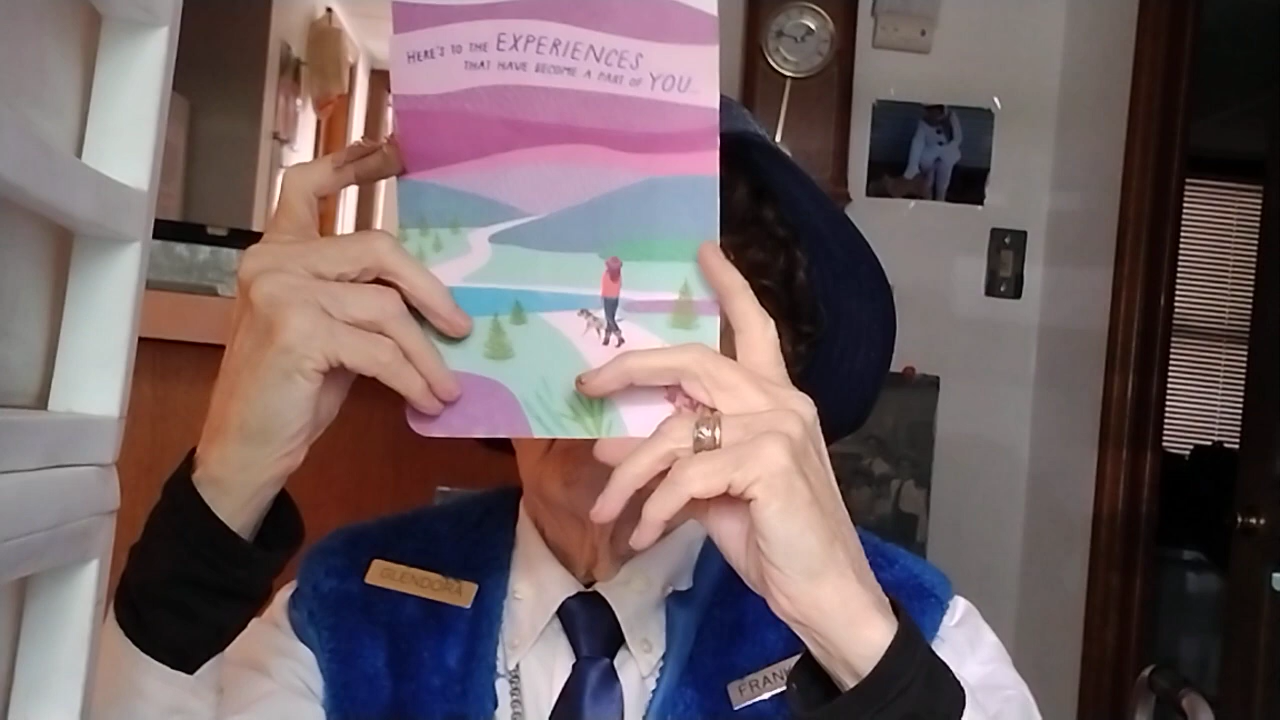 HERE'S TO THE EXPERIENCES
THAT HAVE BECOME A PART OF YOU...
GLENDORA
FRANK